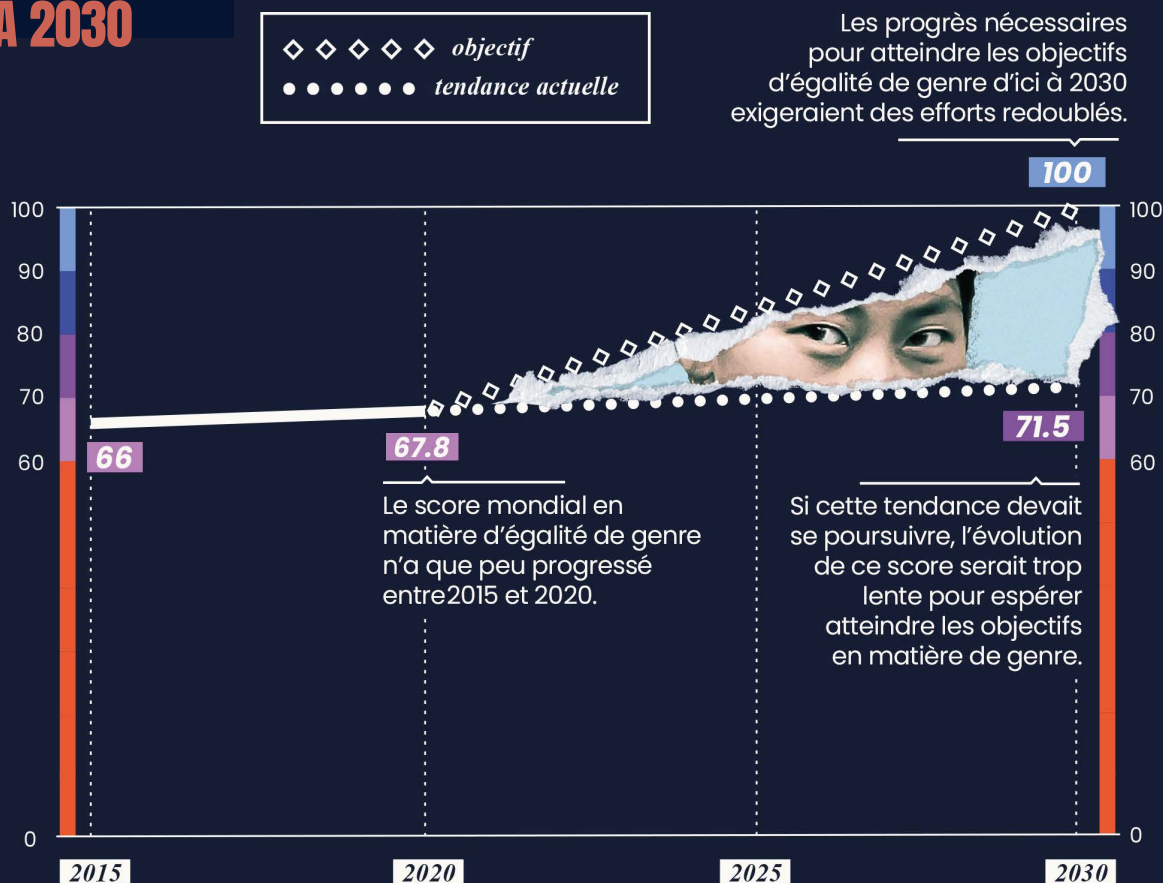 A 2030
objectif
tendance actuelle
Les progrès nécessaires
pour atteindre les objectifs
d'égalité de genre d'ici à 2030
exigeraient des efforts redoublés.
100
100
100
90
90
80
80
70
70
60
60
66
67.8
71.5
Le score mondial en
matière d'égalité de genre
n'a que peu progressé
entre2015 et 2020.
Si cette tendance devait
se poursuivre, l'évolution
de ce score serait trop
lente pour espérer
atteindre les objectifs
en matière de genre.
0
0
2015
2020
2025
2030